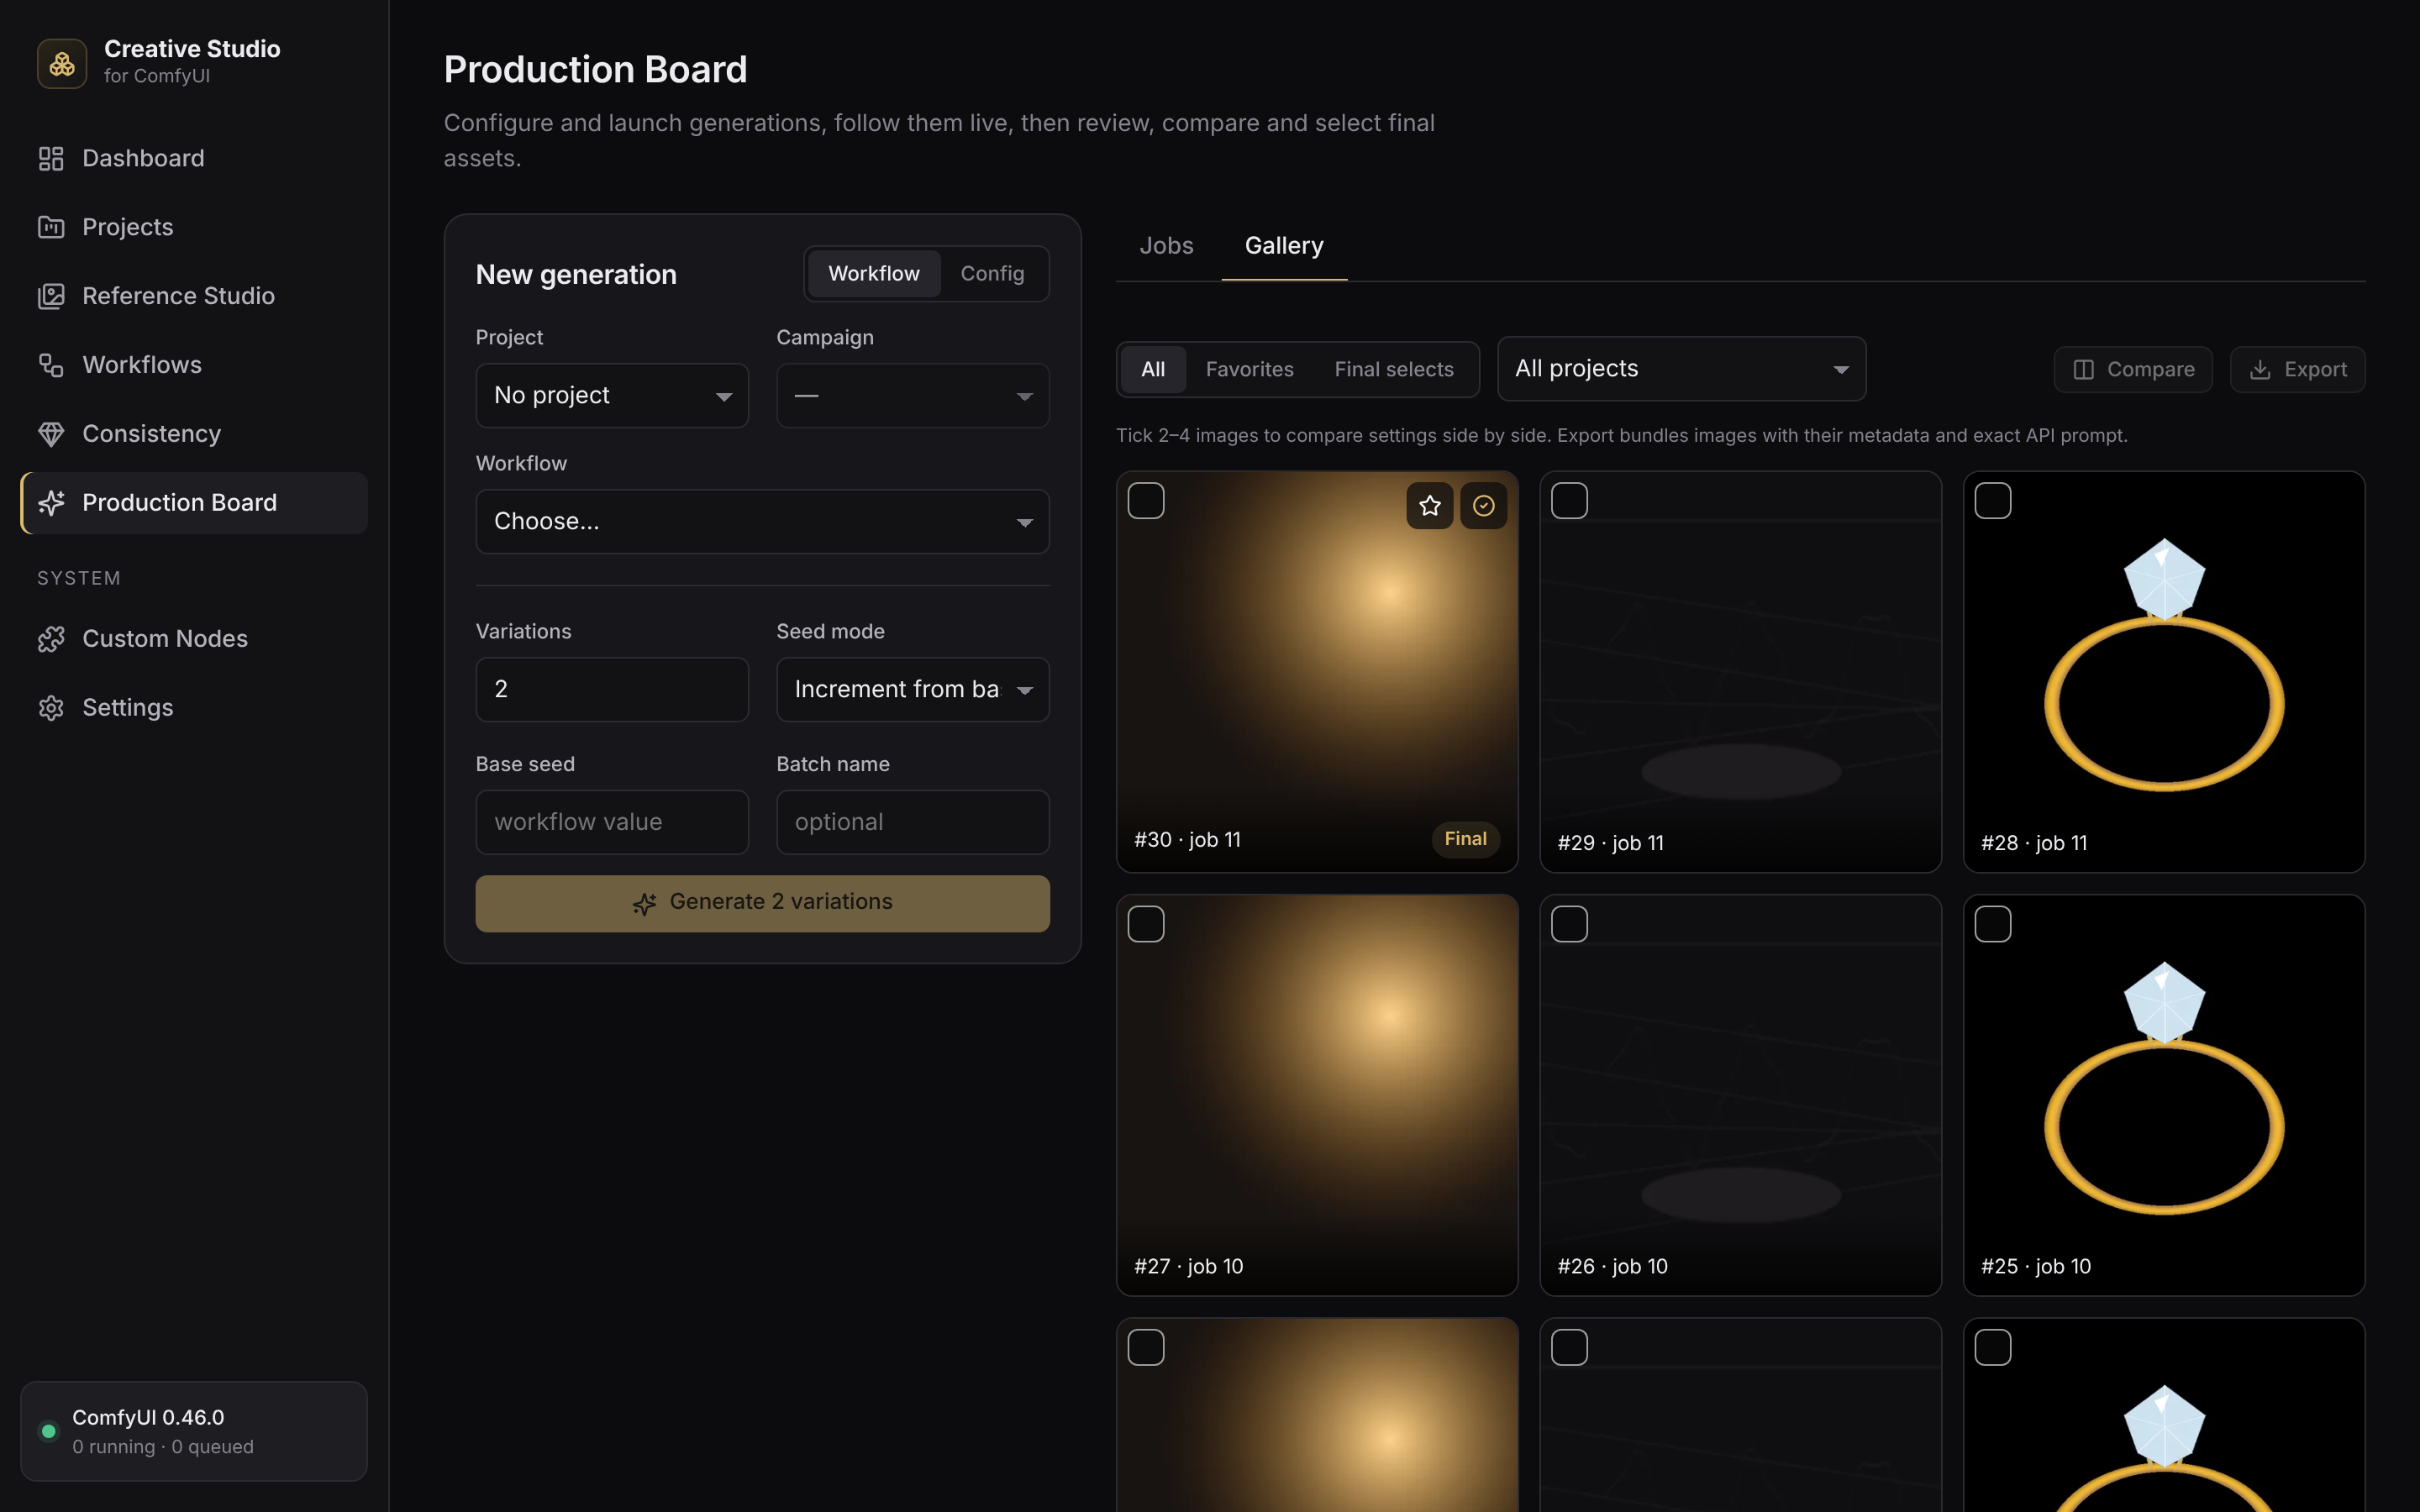 Creative Studio
for ComfyUI
Dashboard
Projects
Reference Studio
Workflows
Consistency
Production Board
SYSTEM
Custom Nodes
Settings
ComfyUI 0.46.0
0 running · 0 queued
Production Board
Configure and launch generations, follow them live, then review, compare and select final
assets.
New generation
Workflow
Config
Project
Campaign
No project
—
Workflow
Choose...
Variations
Seed mode
2
Increment from ba
Base seed
Batch name
workflow value
optional
Generate 2 variations
Jobs
Gallery
All
Favorites
Final selects
All projects
Compare
Export
Tick 2–4 images to compare settings side by side. Export bundles images with their metadata and exact API prompt.
#30 · job 11
Final
#29 · job 11
#28 · job 11
#27 · job 10
#26 · job 10
#25 · job 10